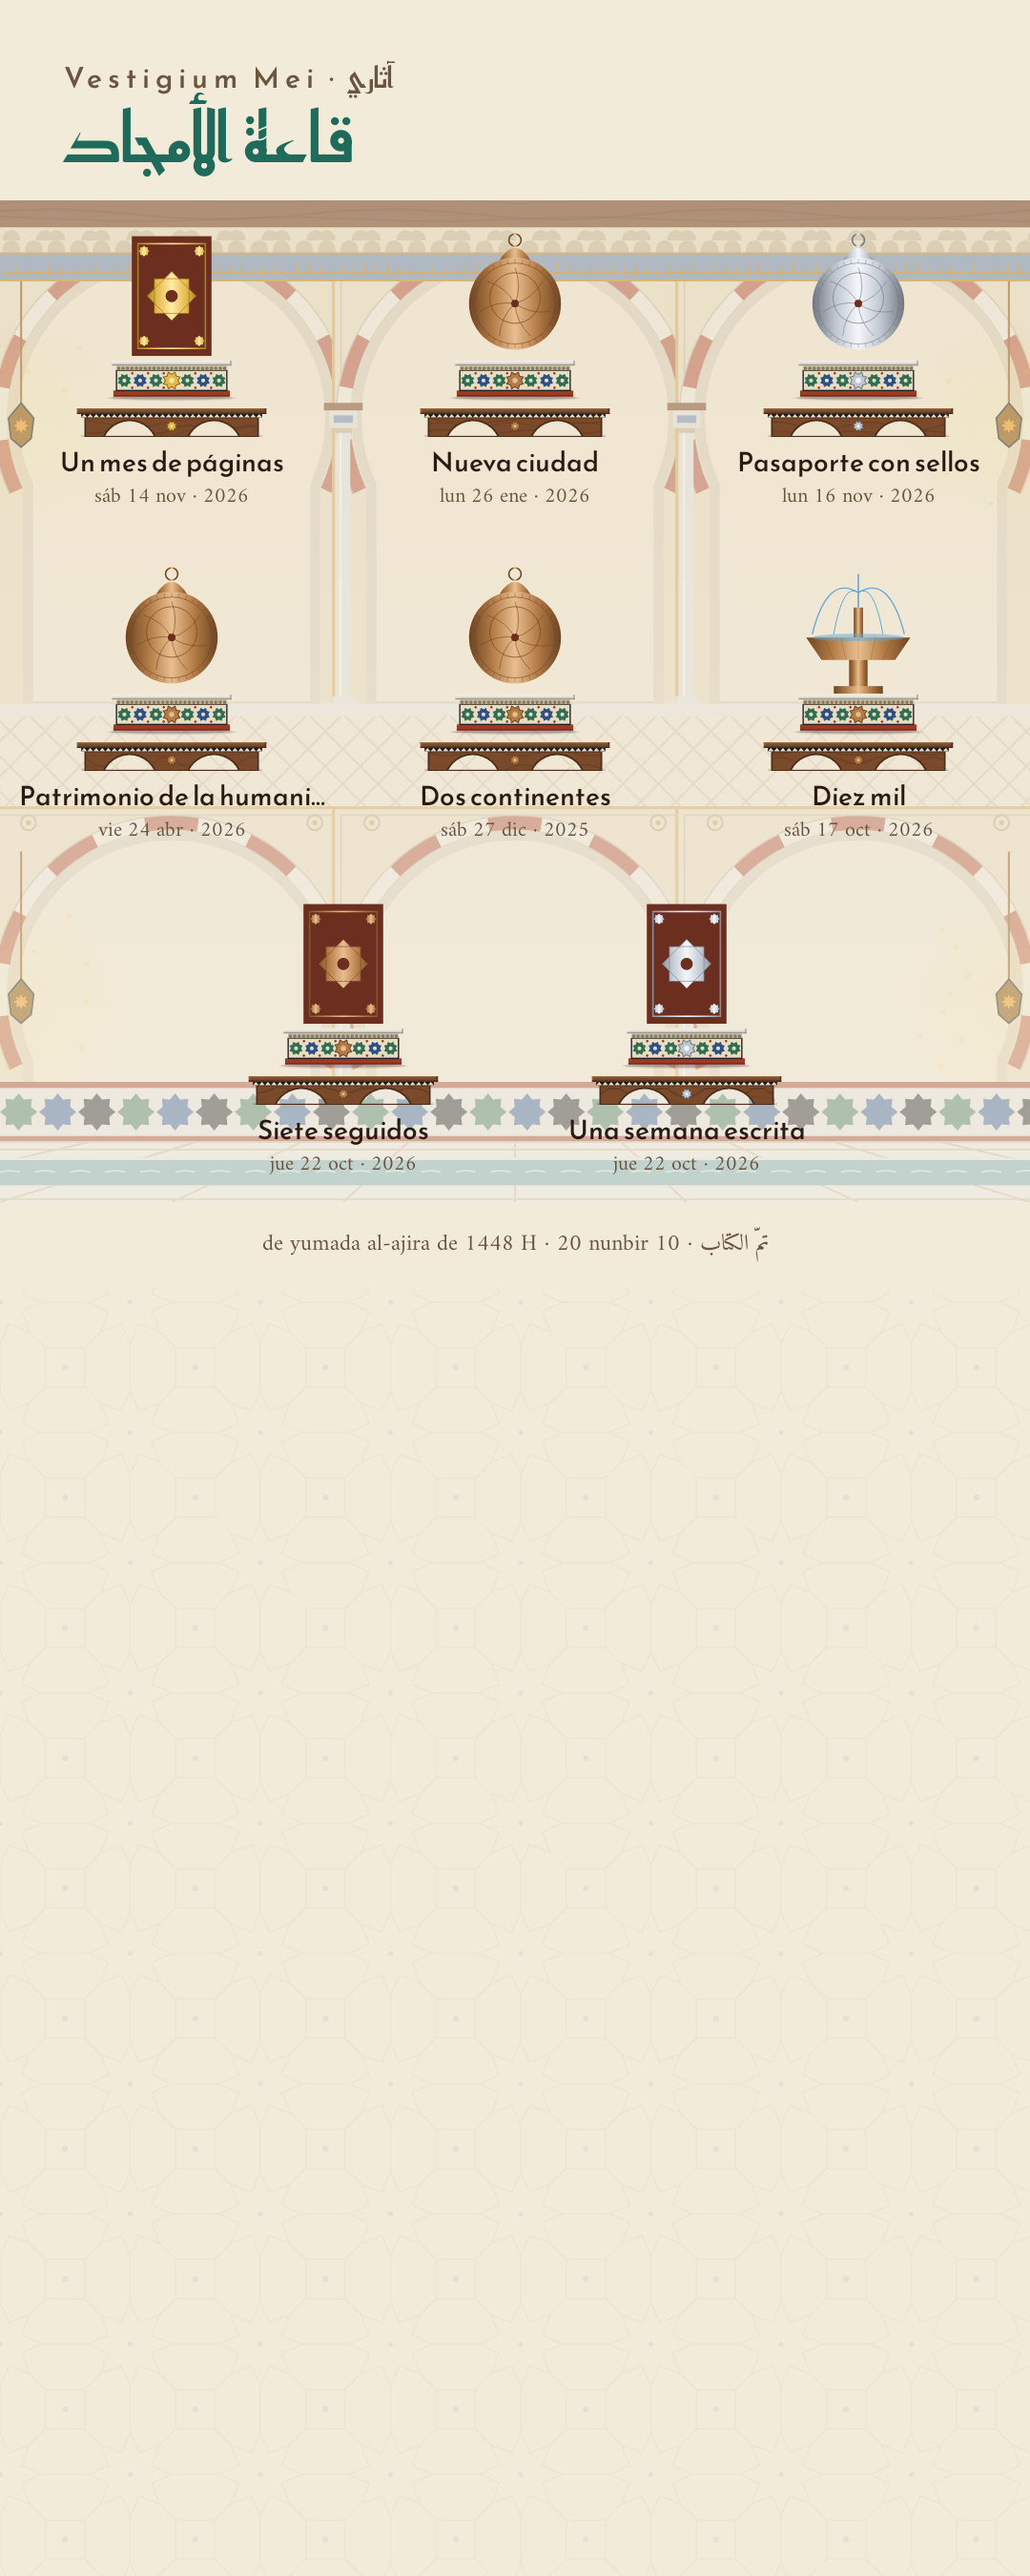 Vestigium Mei · آثاري
قاعة الأمجاد
Un mes de páginas
sáb 14 nov · 2026
Nueva ciudad
lun 26 ene · 2026
Pasaporte con sellos
lun 16 nov · 2026
Patrimonio de la humani...
vie 24 abr · 2026
Dos continentes
sáb 27 dic · 2025
Diez mil
sáb 17 oct · 2026
Siete seguidos
jue 22 oct · 2026
Una semana escrita
jue 22 oct · 2026
de yumada al-ajira de 1448 H · 20 nunbir 10 · تمّ الكتاب